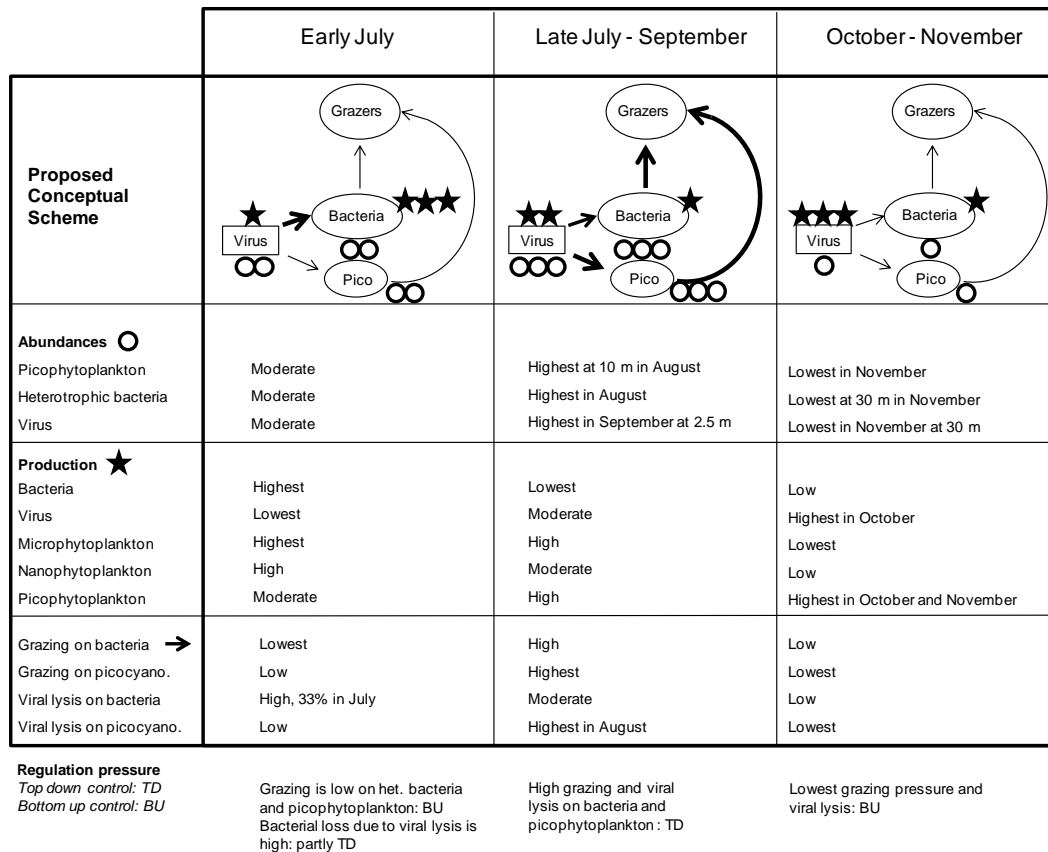 Early July
Late July - September
October - November
Proposed
Conceptual
Scheme
Grazers
Bacteria
Virus
Pico
Grazers
Bacteria
Virus
Pico
Grazers
Bacteria
Virus
Pico
Abundances
Picophytoplankton Moderate Highest at 10 m in August Lowest in November
Heterotrophic bacteria Moderate Highest in August Lowest at 30 m in November
Virus Moderate Highest in September at 2.5 m Lowest in November at 30 m
Production
Bacteria Highest Lowest Low
Virus Lowest Moderate Highest in October
Microphytoplankton Highest High Lowest
Nanophytoplankton High Moderate Low
Picophytoplankton Moderate High Highest in October and November
Grazing on bacteria Lowest High Low
Grazing on picocyano. Low Highest Lowest
Viral lysis on bacteria High, 33% in July Moderate Low
Viral lysis on picocyano. Low Highest in August Lowest
Regulation pressure
Top down control: TD
Bottom up control: BU
Grazing is low on het. bacteria
and picophytoplankton: BU
Bacterial loss due to viral lysis is
high: partly TD
High grazing and viral
lysis on bacteria and
picophytoplankton : TD
Lowest grazing pressure and
viral lysis: BU